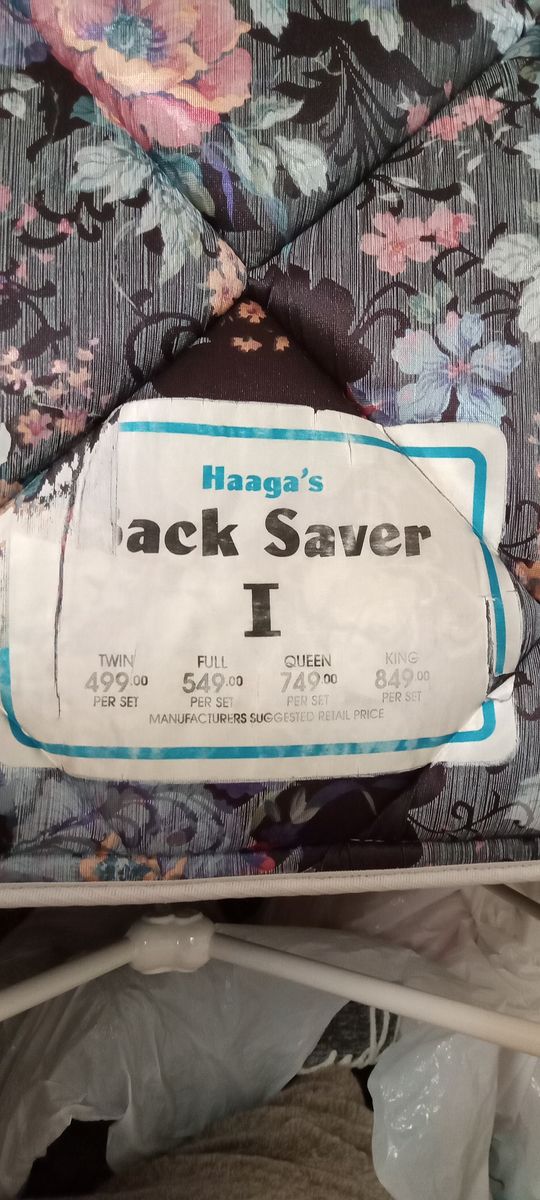 Haaga's
Back Saver
I
TWIN FULL QUEEN KING
499.00 549.00 749.00 849.00
PER SET PER SET PER SET PER SET
MANUFACTURERS SUGGESTED RETAIL PRICE